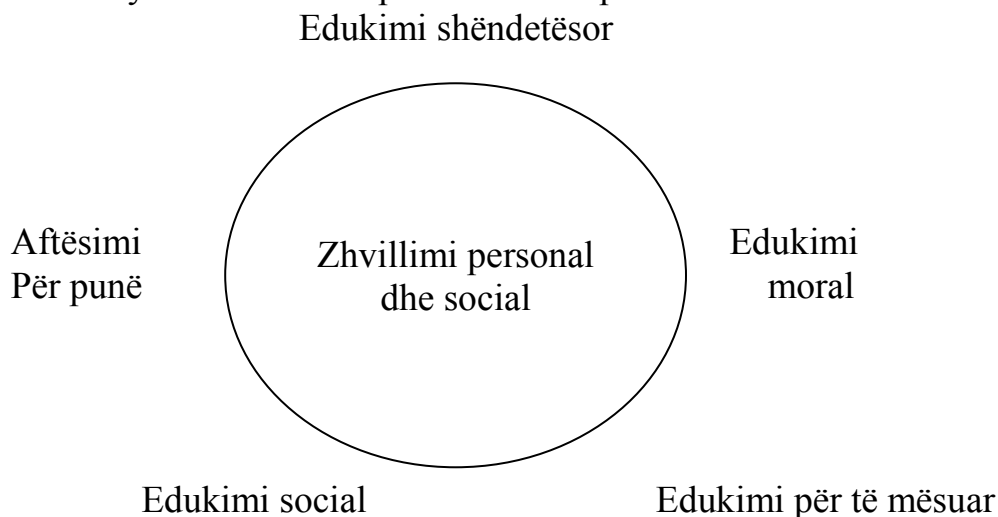 Edukimi shëndetësor
Aftësimi
Për punë
Zhvillimi personal
dhe social
Edukimi
moral
Edukimi social
Edukimi për të mësuar